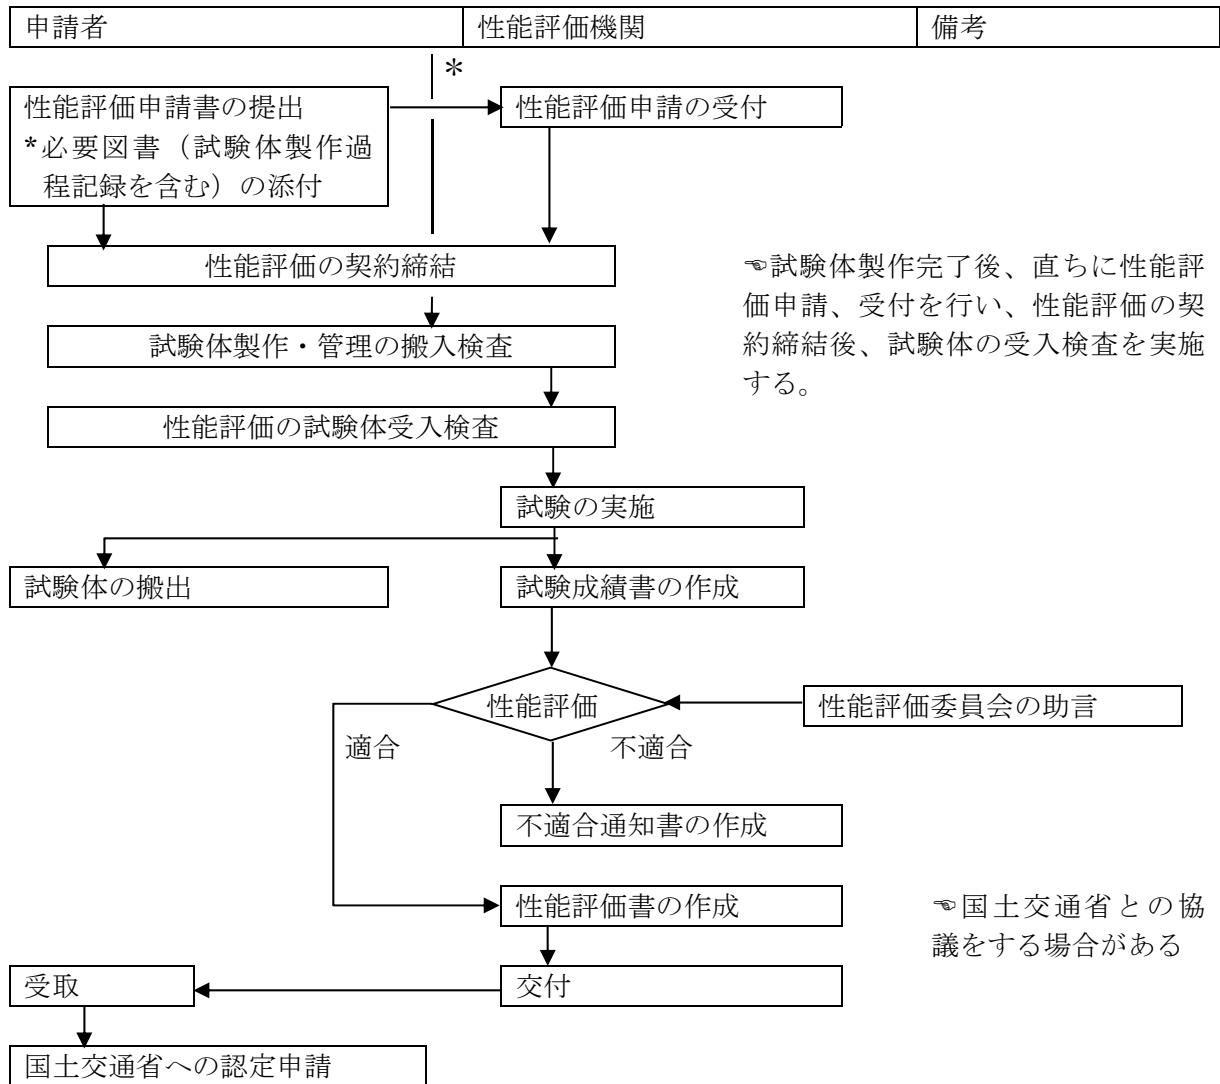 申請者
性能評価機関
備考
＊
性能評価申請書の提出
*必要図書（試験体製作過
程記録を含む）の添付
性能評価申請の受付
性能評価の契約締結
☜試験体製作完了後、直ちに性能評
価申請、受付を行い、性能評価の契
約締結後、試験体の受入検査を実施
する。
試験体製作・管理の搬入検査
性能評価の試験体受入検査
試験の実施
試験体の搬出
試験成績書の作成
性能評価
性能評価委員会の助言
適合
不適合
不適合通知書の作成
性能評価書の作成
☜国土交通省との協
議をする場合がある
受取
交付
国土交通省への認定申請